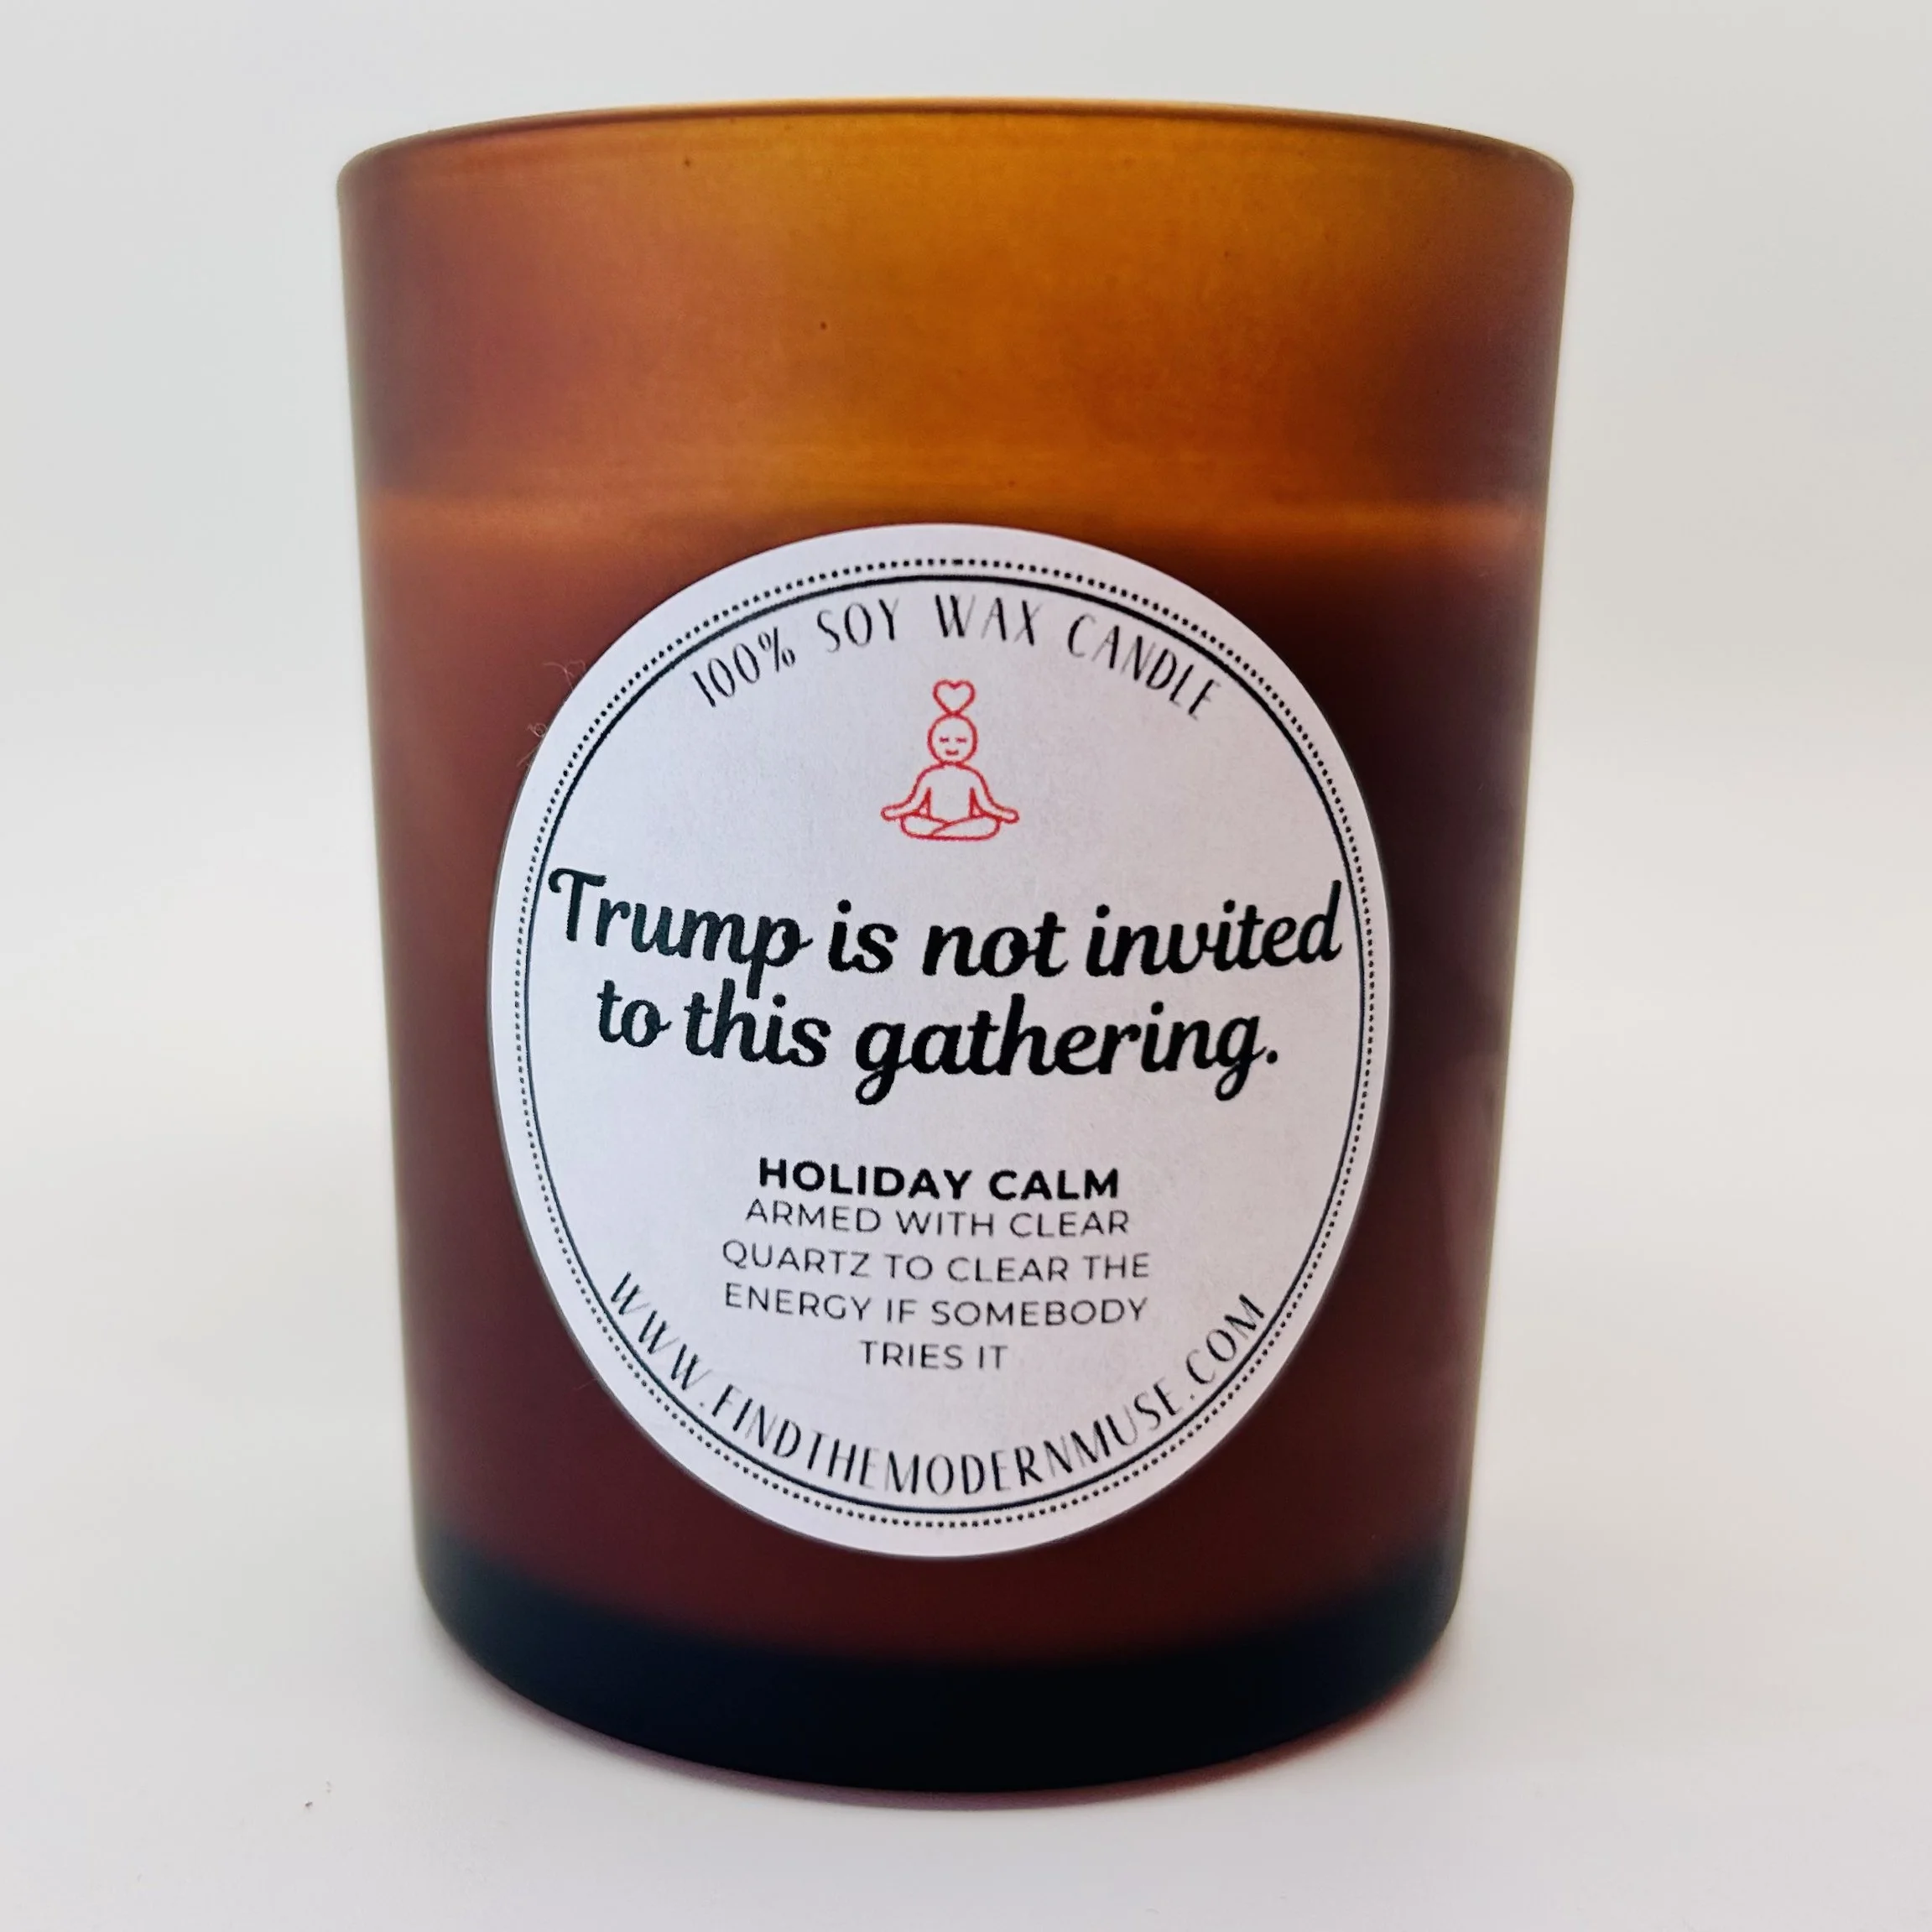 100% SOY WAX CANDLE
Trump is not invited
to this gathering.
HOLIDAY CALM
ARMED WITH CLEAR
QUARTZ TO CLEAR THE
ENERGY IF SOMEBODY
TRIES IT
WWW.FINDTHEMODERNMUSE.COM